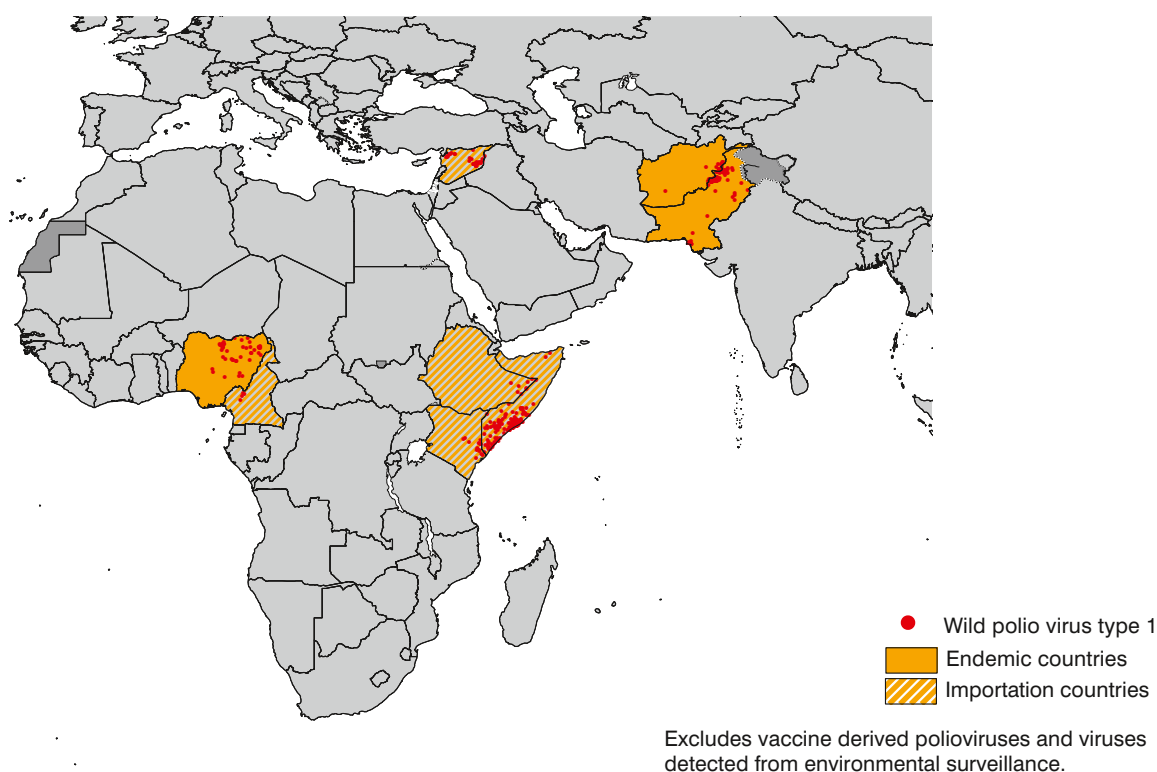 Wild polio virus type 1
Endemic countries
Importation countries
Excludes vaccine derived polioviruses and viruses
detected from environmental surveillance.